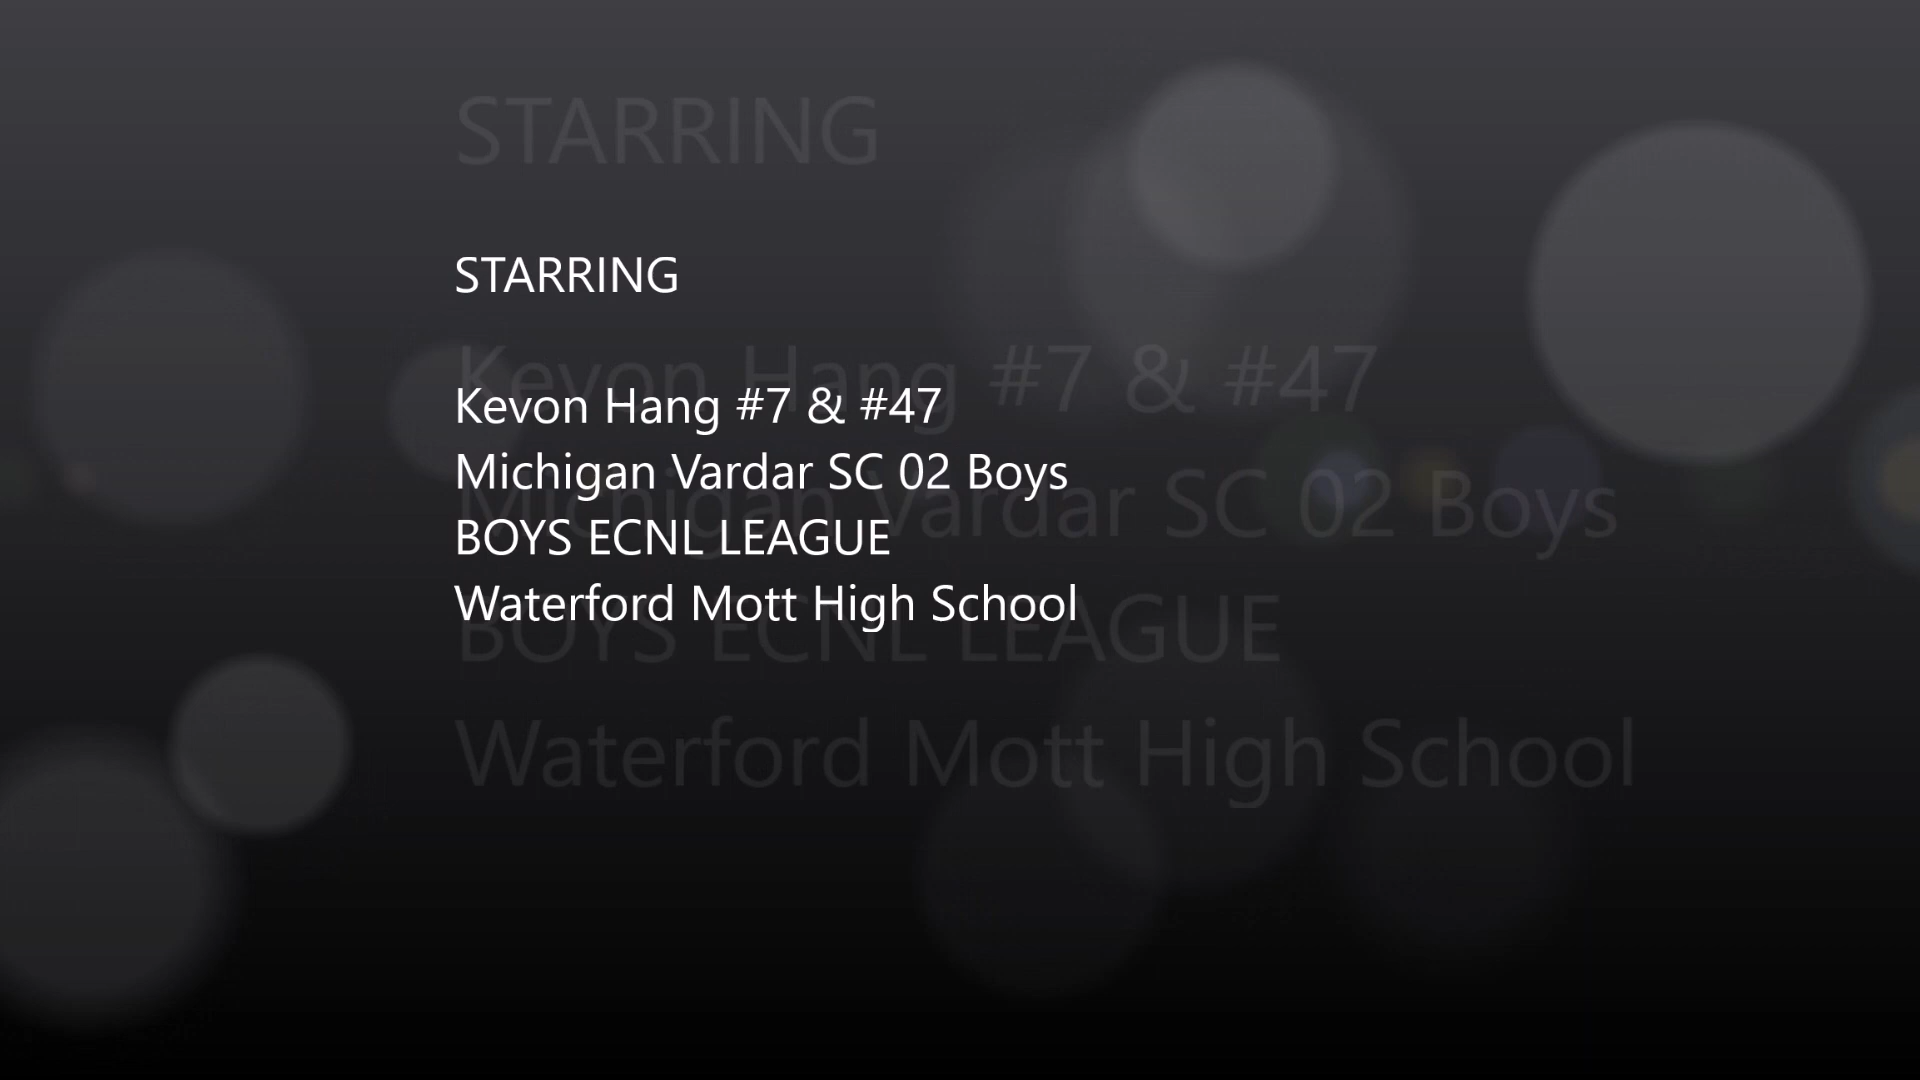 STARRING
STARRING
Kevon Hang #7 & #47
Kevon Hang #7 & #47
Michigan Vardar SC 02 Boys
Michigan Vardar SC 02 Boys
BOYS ECNL LEAGUE
Waterford Mott High School
BOYS ECNL LEAGUE
Waterford Mott High School